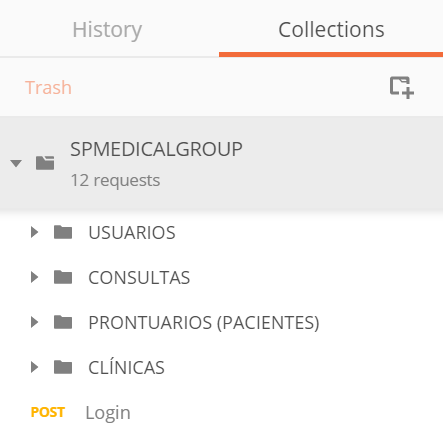 History Collections
Trash
SPMEDICALGROUP
12 requests
USUARIOS
CONSULTAS
PRONTUARIOS (PACIENTES)
CLÍNICAS
POST Login